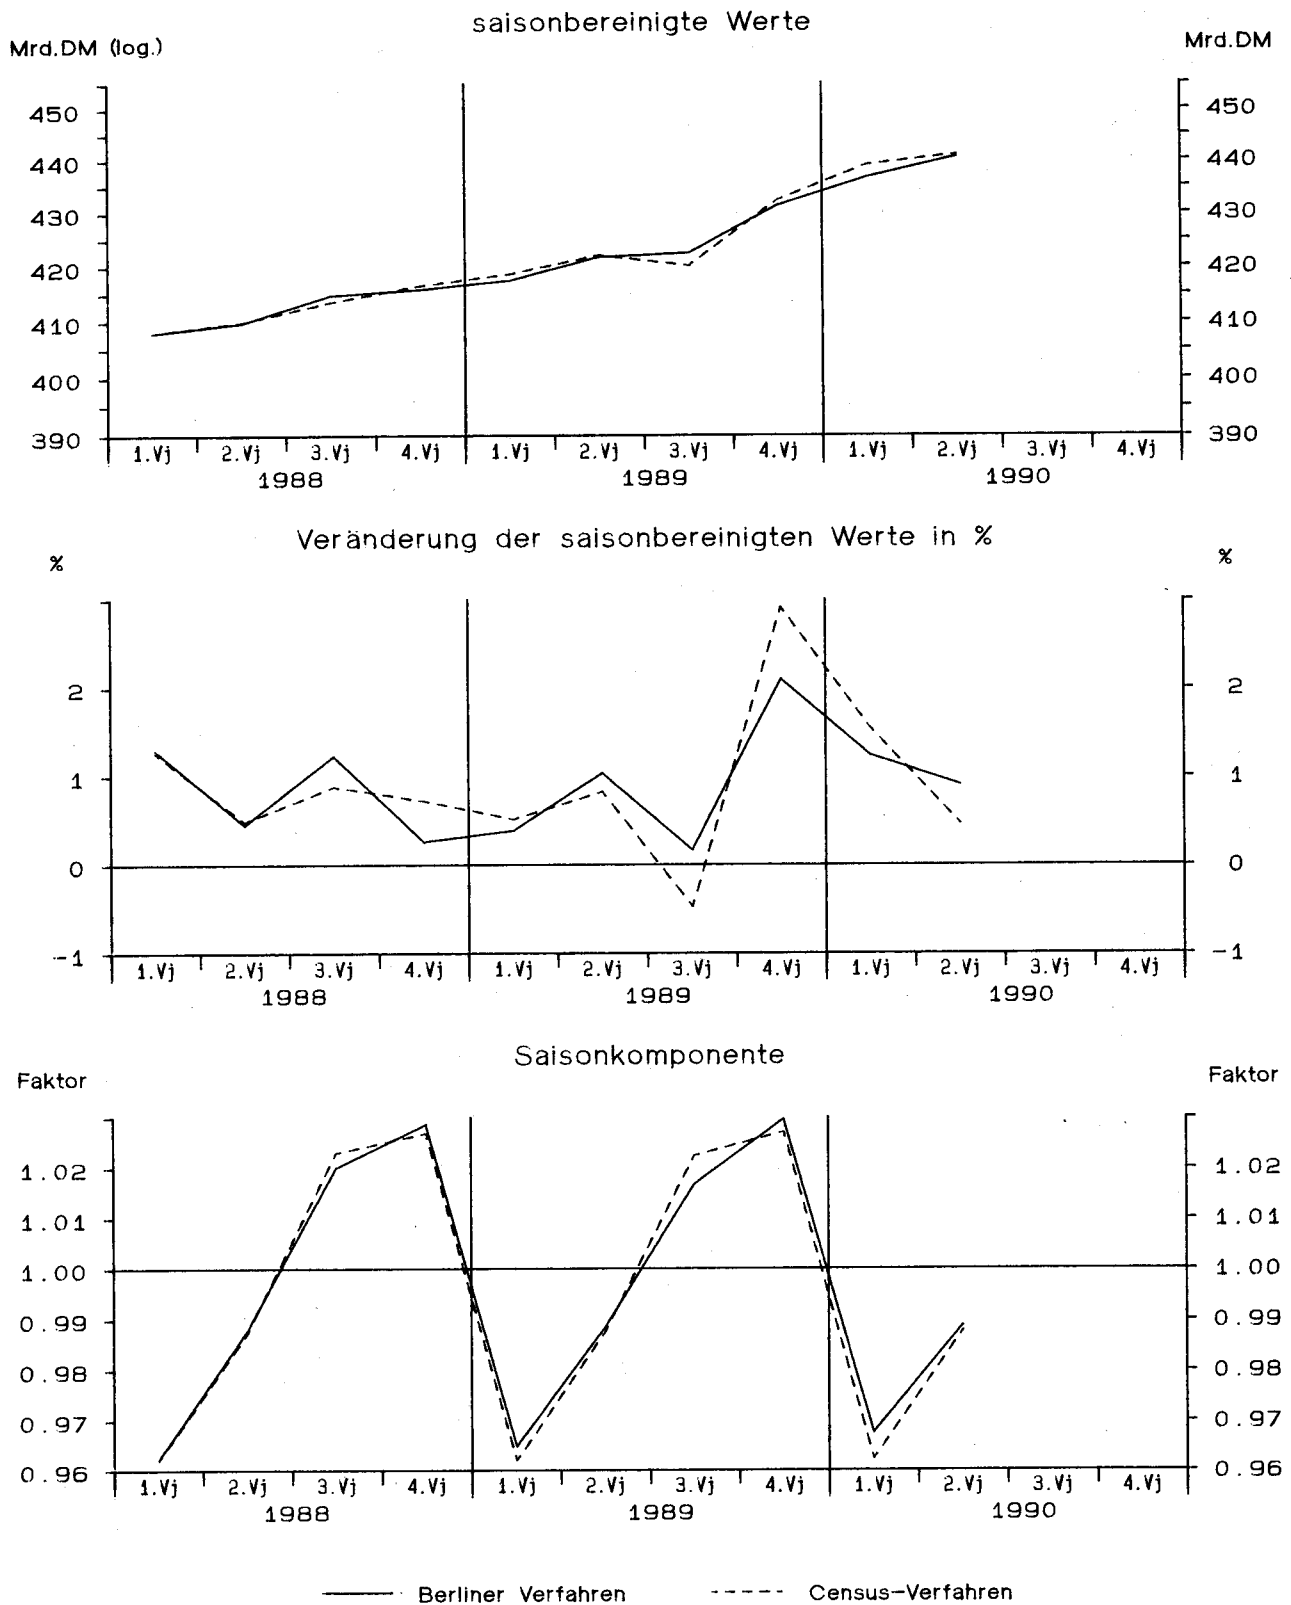 saisonbereinigte Werte
Mrd.DM (log.) Mrd.DM
450 450
440 440
430 430
420 420
410 410
400 400
390 390
1.Vj 2.Vj 3.Vj 4.Vj 1.Vj 2.Vj 3.Vj 4.Vj 1.Vj 2.Vj 3.Vj 4.Vj
1988 1989 1990
Veränderung der saisonbereinigten Werte in %
% %
2 2
1 1
0 0
-1 -1
1.Vj 2.Vj 3.Vj 4.Vj 1.Vj 2.Vj 3.Vj 4.Vj 1.Vj 2.Vj 3.Vj 4.Vj
1988 1989 1990
Saisonkomponente
Faktor Faktor
1.02 1.02
1.01 1.01
1.00 1.00
0.99 0.99
0.98 0.98
0.97 0.97
0.96 0.96
1.Vj 2.Vj 3.Vj 4.Vj 1.Vj 2.Vj 3.Vj 4.Vj 1.Vj 2.Vj 3.Vj 4.Vj
1988 1989 1990
Berliner Verfahren Census-Verfahren